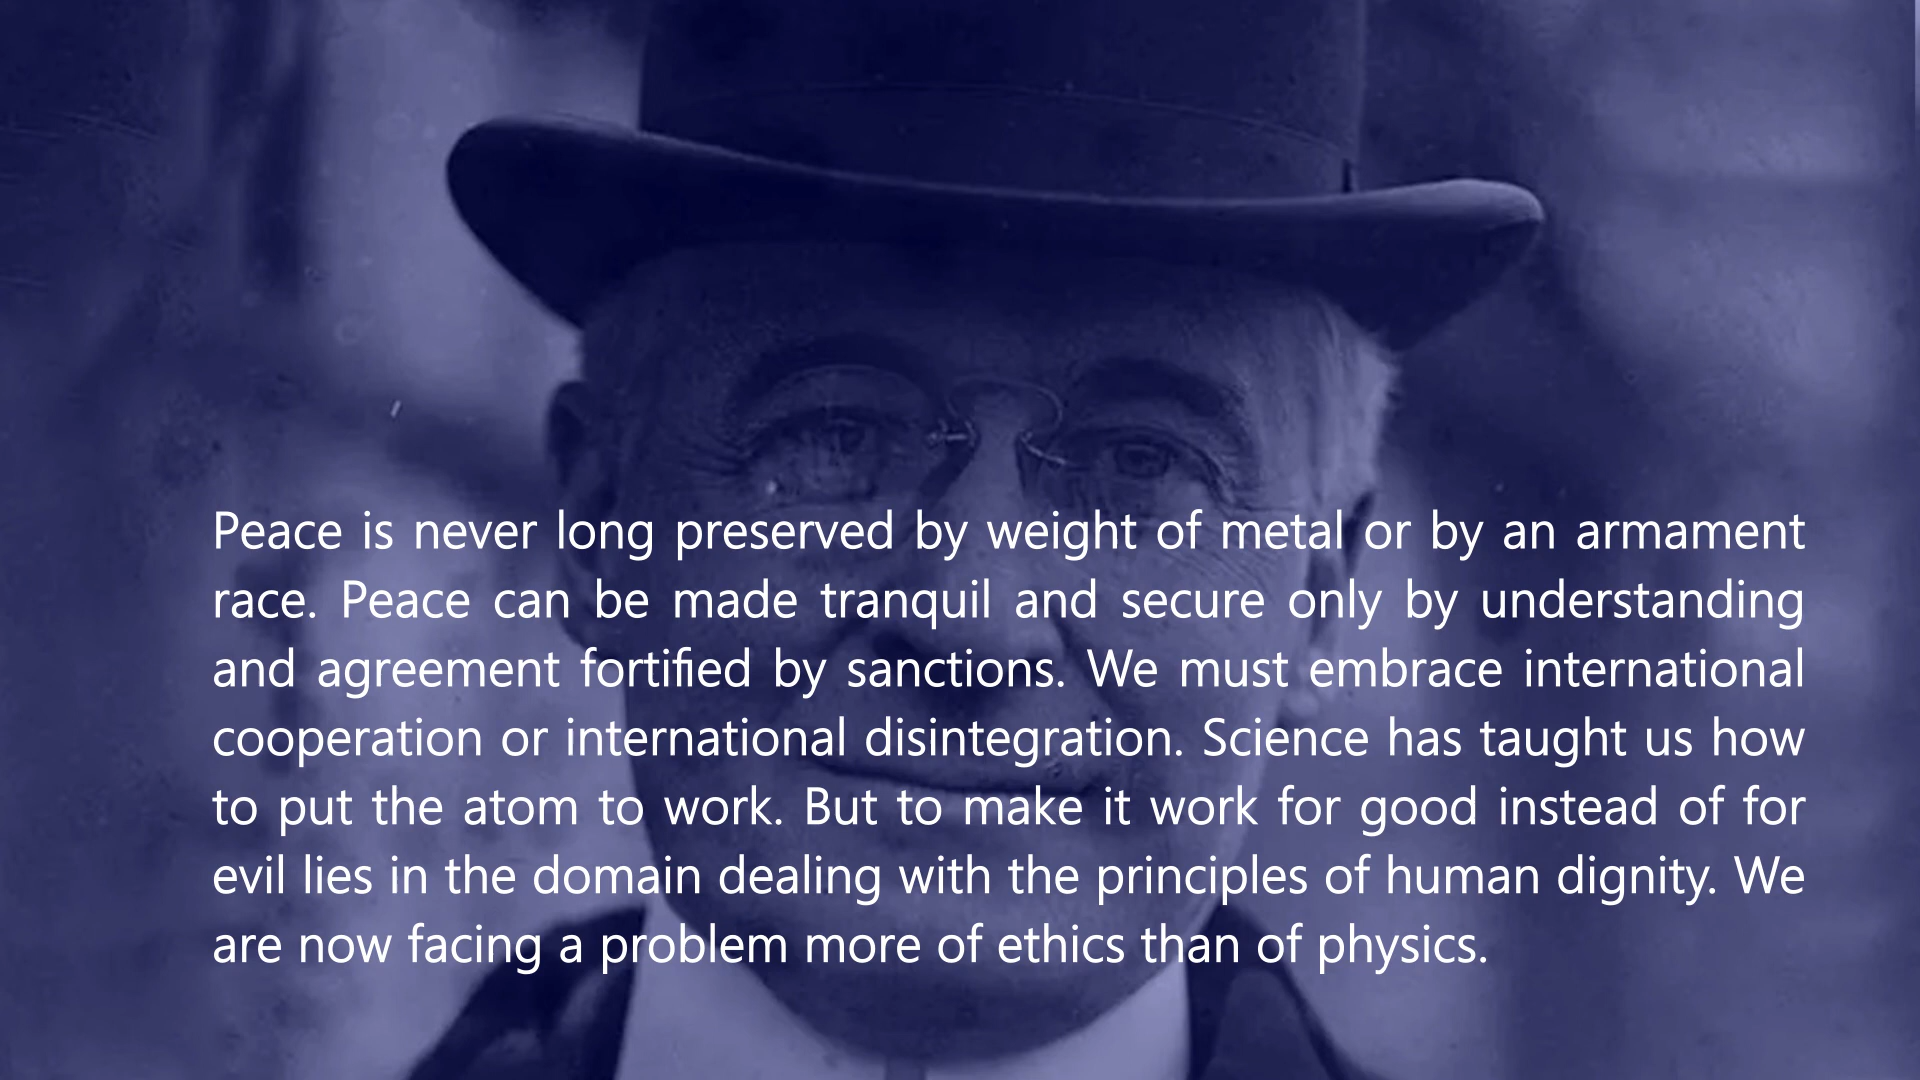 Peace is never long preserved by weight of metal or by an armament
race. Peace can be made tranquil and secure only by understanding
and agreement fortified by sanctions. We must embrace international
cooperation or international disintegration. Science has taught us how
to put the atom to work. But to make it work for good instead of for
evil lies in the domain dealing with the principles of human dignity. We
are now facing a problem more of ethics than of physics.